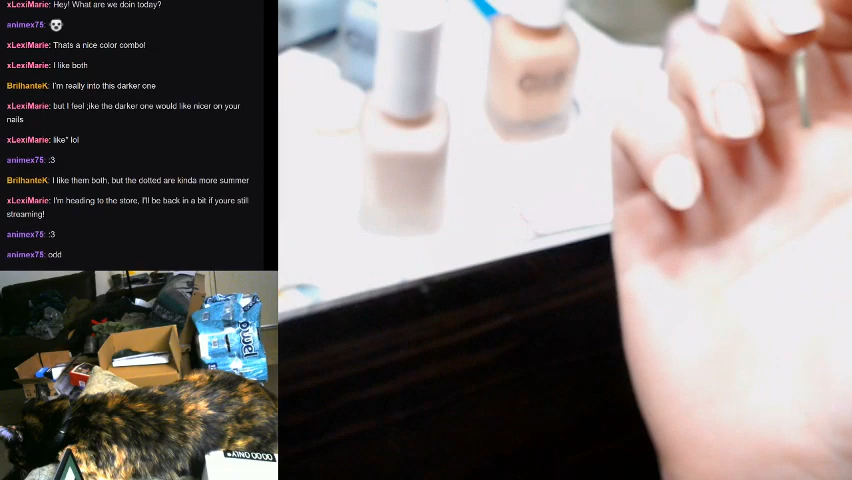 xLexiMarie: Hey! What are we doin today?
animex75:
xLexiMarie: Thats a nice color combo!
xLexiMarie: I like both
BrilhanteK: I'm really into this darker one
xLexiMarie: but I feel ;ike the darker one would like nicer on your
nails
xLexiMarie: like* lol
animex75: :3
BrilhanteK: I like them both, but the dotted are kinda more summer
xLexiMarie: I'm heading to the store, I'll be back in a bit if youre still
streaming!
animex75: :3
animex75: odd